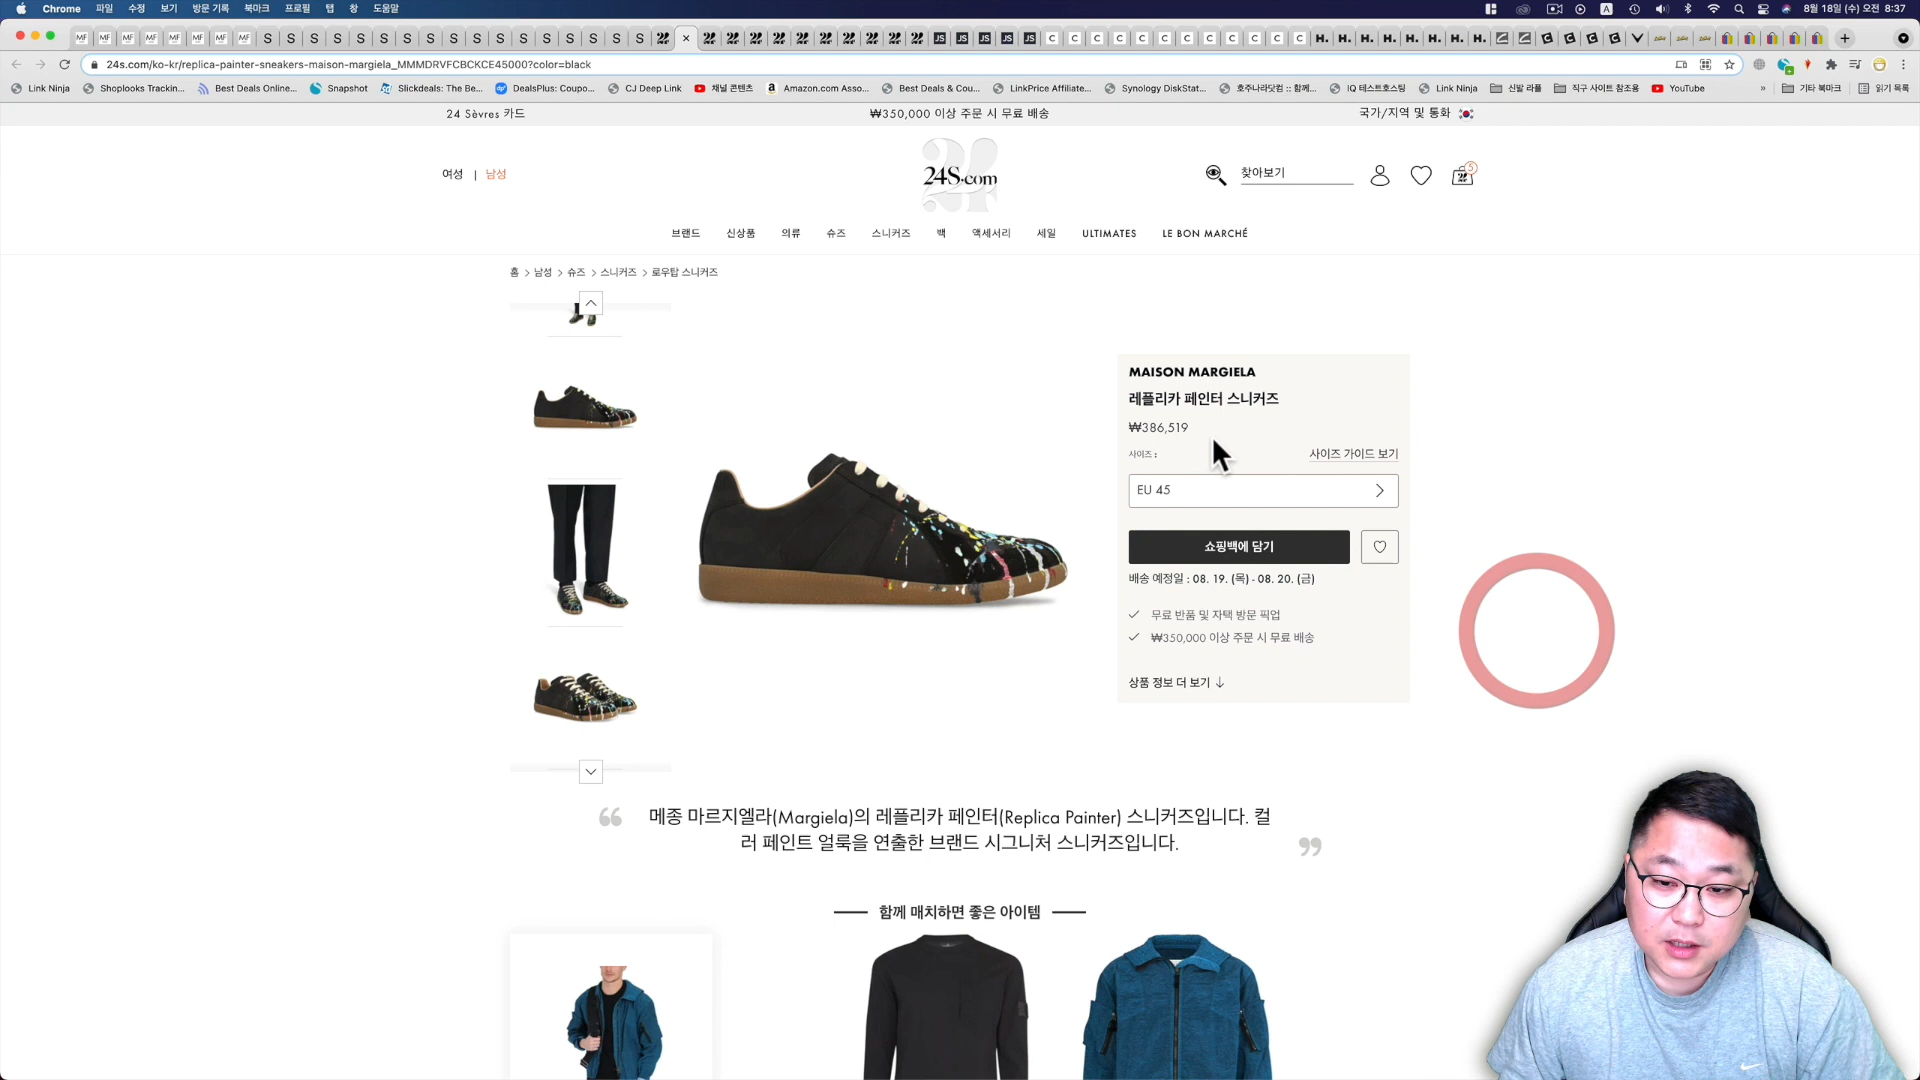 Chrome 파일 수정 보기 방문 기록 북마크 프로필 탭 창 도움말 8월 18일 (수) 오전 8:37
24s.com/ko-kr/replica-painter-sneakers-maison-margiela_MMMDRVFCBCKCE45000?color=black
Link Ninja Shoplooks Trackin... Best Deals Online... Snapshot Slickdeals: The Be... DealsPlus: Coupo... CJ Deep Link 채널 콘텐츠 Amazon.com Asso... Best Deals & Cou... LinkPrice Affiliate... Synology DiskStat... 호주나라닷컴 :: 함께... IQ 테스트호스팅 Link Ninja 신발 라플 직구 사이트 참조용 YouTube » 기타 북마크 읽기 목록
24 Sèvres 카드 ₩350,000 이상 주문 시 무료 배송 국가/지역 및 통화
여성 | 남성 24S.com 찾아보기 5
브랜드 신상품 의류 슈즈 스니커즈 백 액세서리 세일 ULTIMATES LE BON MARCHÉ
홈 > 남성 > 슈즈 > 스니커즈 > 로우탑 스니커즈
MAISON MARGIELA
레플리카 페인터 스니커즈
₩386,519
사이즈 : 사이즈 가이드 보기
EU 45
쇼핑백에 담기
배송 예정일 : 08. 19. (목) - 08. 20. (금)
무료 반품 및 자택 방문 픽업
₩350,000 이상 주문 시 무료 배송
상품 정보 더 보기 ↓
“ 메종 마르지엘라(Margiela)의 레플리카 페인터(Replica Painter) 스니커즈입니다. 컬
러 페인트 얼룩을 연출한 브랜드 시그니처 스니커즈입니다. ”
함께 매치하면 좋은 아이템